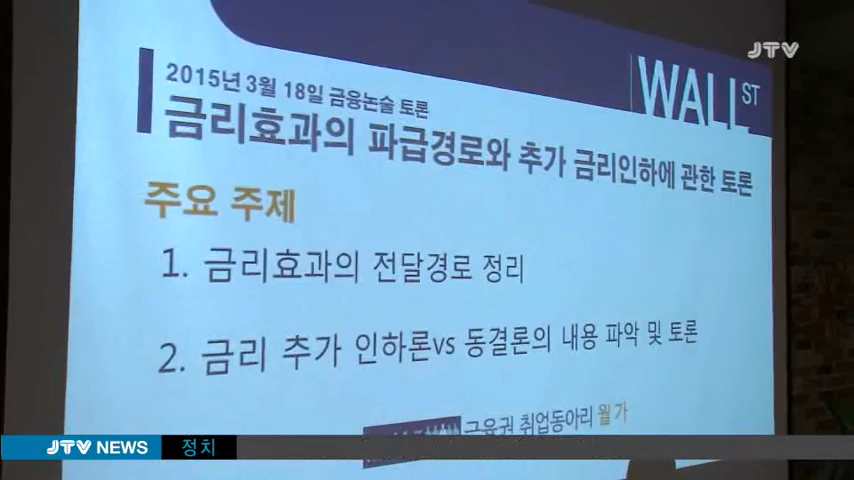 JTV
WALL ST
2015년 3월 18일 금융논술 토론
금리효과의 파급경로와 추가 금리인하에 관한 토론
주요 주제
1. 금리효과의 전달경로 정리
2. 금리 추가 인하론vs 동결론의 내용 파악 및 토론
금융권 취업동아리 월가
JTV NEWS 정치